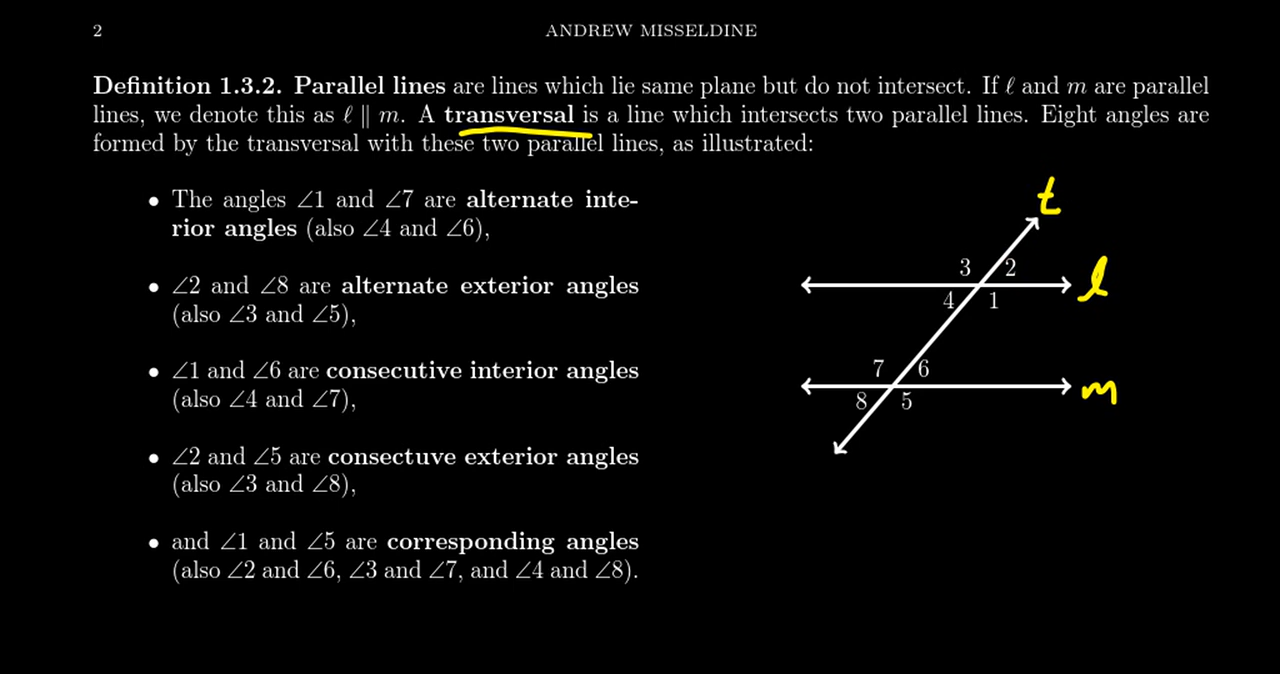 2 ANDREW MISSELDINE
Definition 1.3.2. Parallel lines are lines which lie same plane but do not intersect. If ℓ and m are parallel
lines, we denote this as ℓ ∥ m. A transversal is a line which intersects two parallel lines. Eight angles are
formed by the transversal with these two parallel lines, as illustrated:
• The angles ∠1 and ∠7 are alternate inte-
rior angles (also ∠4 and ∠6),
• ∠2 and ∠8 are alternate exterior angles
(also ∠3 and ∠5),
• ∠1 and ∠6 are consecutive interior angles
(also ∠4 and ∠7),
• ∠2 and ∠5 are consectuve exterior angles
(also ∠3 and ∠8),
• and ∠1 and ∠5 are corresponding angles
(also ∠2 and ∠6, ∠3 and ∠7, and ∠4 and ∠8).
t
3 2
ℓ
4 1
7 6
m
8 5